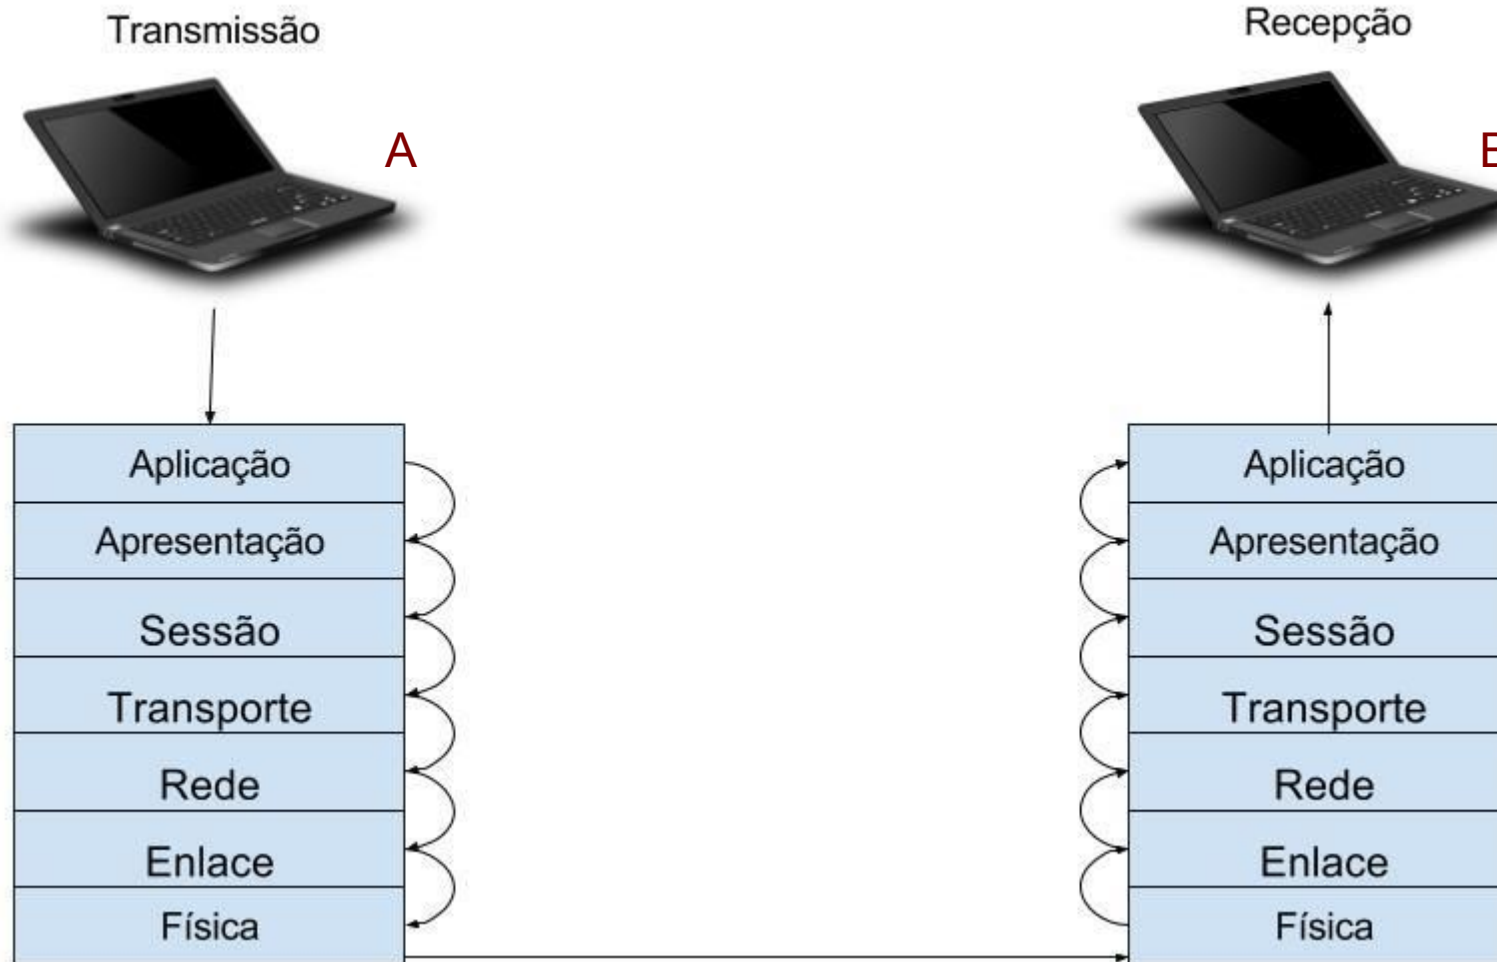 Transmissão
Recepção
A
Aplicação
Apresentação
Sessão
Transporte
Rede
Enlace
Física
Aplicação
Apresentação
Sessão
Transporte
Rede
Enlace
Física